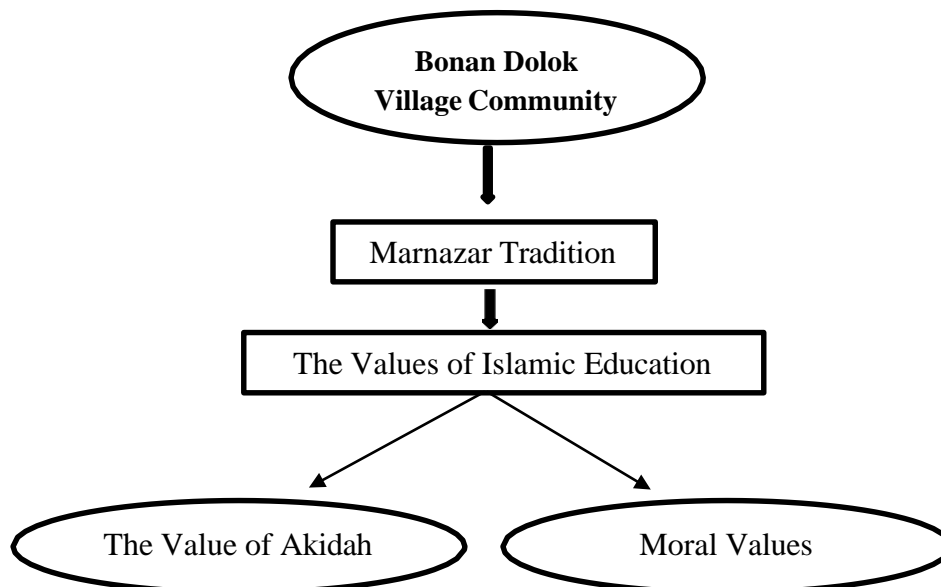 Bonan Dolok
Village Community
Marnazar Tradition
The Values of Islamic Education
The Value of Akidah
Moral Values